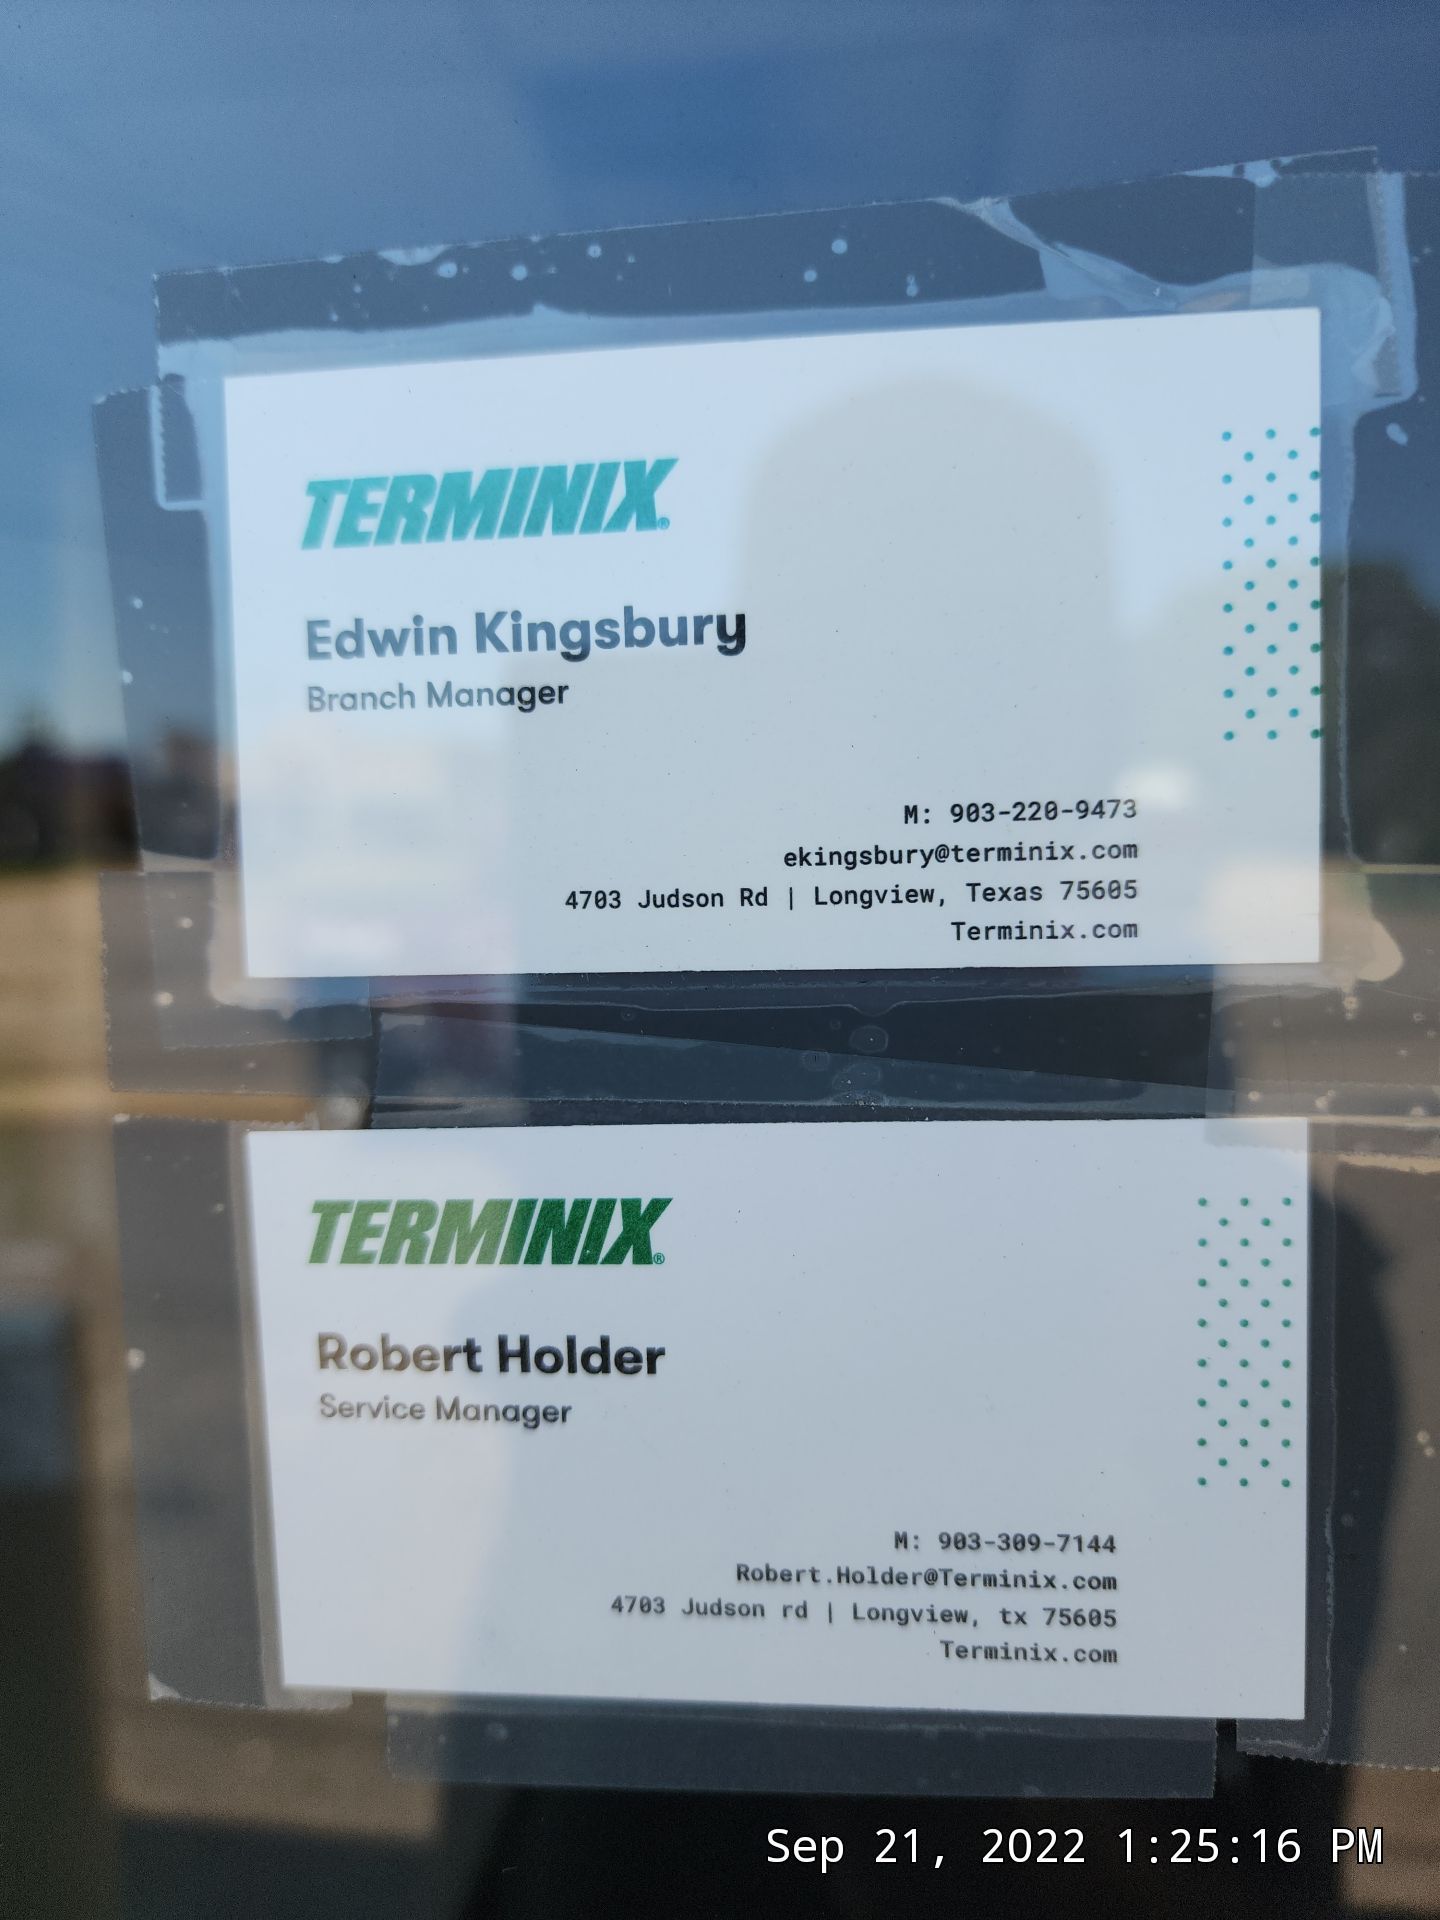 TERMINIX®
Edwin Kingsbury
Branch Manager
M: 903-220-9473
ekingsbury@terminix.com
4703 Judson Rd | Longview, Texas 75605
Terminix.com
TERMINIX®
Robert Holder
Service Manager
M: 903-309-7144
Robert.Holder@Terminix.com
4703 Judson rd | Longview, tx 75605
Terminix.com
Sep 21, 2022 1:25:16 PM